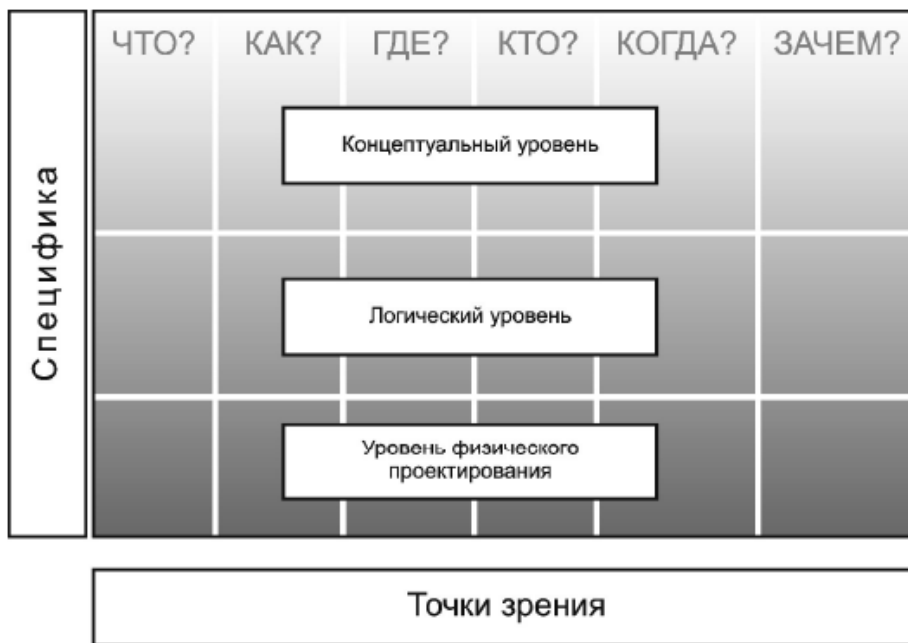 ЧТО? КАК? ГДЕ? КТО? КОГДА? ЗАЧЕМ?
Специфика
Концептуальный уровень
Логический уровень
Уровень физического
проектирования
Точки зрения